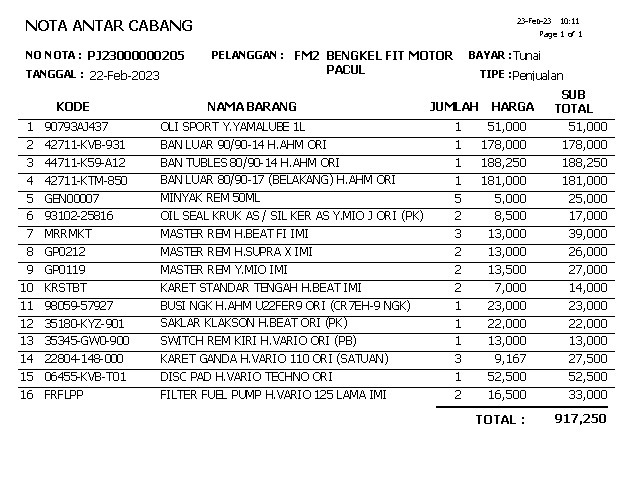 NOTA ANTAR CABANG
23-Feb-23 10:11
Page 1 of 1
NO NOTA : PJ23000000205 PELANGGAN : FM2 BENGKEL FIT MOTOR PACUL BAYAR : Tunai
TANGGAL : 22-Feb-2023 TIPE : Penjualan
KODE NAMA BARANG JUMLAH HARGA SUB TOTAL
1 90793AJ437 OLI SPORT Y.YAMALUBE 1L 1 51,000 51,000
2 42711-KVB-931 BAN LUAR 90/90-14 H.AHM ORI 1 178,000 178,000
3 44711-K59-A12 BAN TUBLES 80/90-14 H.AHM ORI 1 188,250 188,250
4 42711-KTM-850 BAN LUAR 80/90-17 (BELAKANG) H.AHM ORI 1 181,000 181,000
5 GEN00007 MINYAK REM 50ML 5 5,000 25,000
6 93102-25816 OIL SEAL KRUK AS / SIL KER AS Y.MIO J ORI (PK) 2 8,500 17,000
7 MRRMKT MASTER REM H.BEAT FI IMI 3 13,000 39,000
8 GP0212 MASTER REM H.SUPRA X IMI 2 13,000 26,000
9 GP0119 MASTER REM Y.MIO IMI 2 13,500 27,000
10 KRSTBT KARET STANDAR TENGAH H.BEAT IMI 2 7,000 14,000
11 98059-57927 BUSI NGK H.AHM U22FER9 ORI (CR7EH-9 NGK) 1 23,000 23,000
12 35180-KYZ-901 SAKLAR KLAKSON H.BEAT ORI (PK) 1 22,000 22,000
13 35345-GW0-900 SWITCH REM KIRI H.VARIO ORI (PB) 1 13,000 13,000
14 22804-148-000 KARET GANDA H.VARIO 110 ORI (SATUAN) 3 9,167 27,500
15 06455-KVB-T01 DISC PAD H.VARIO TECHNO ORI 1 52,500 52,500
16 FRFLPP FILTER FUEL PUMP H.VARIO 125 LAMA IMI 2 16,500 33,000
TOTAL : 917,250